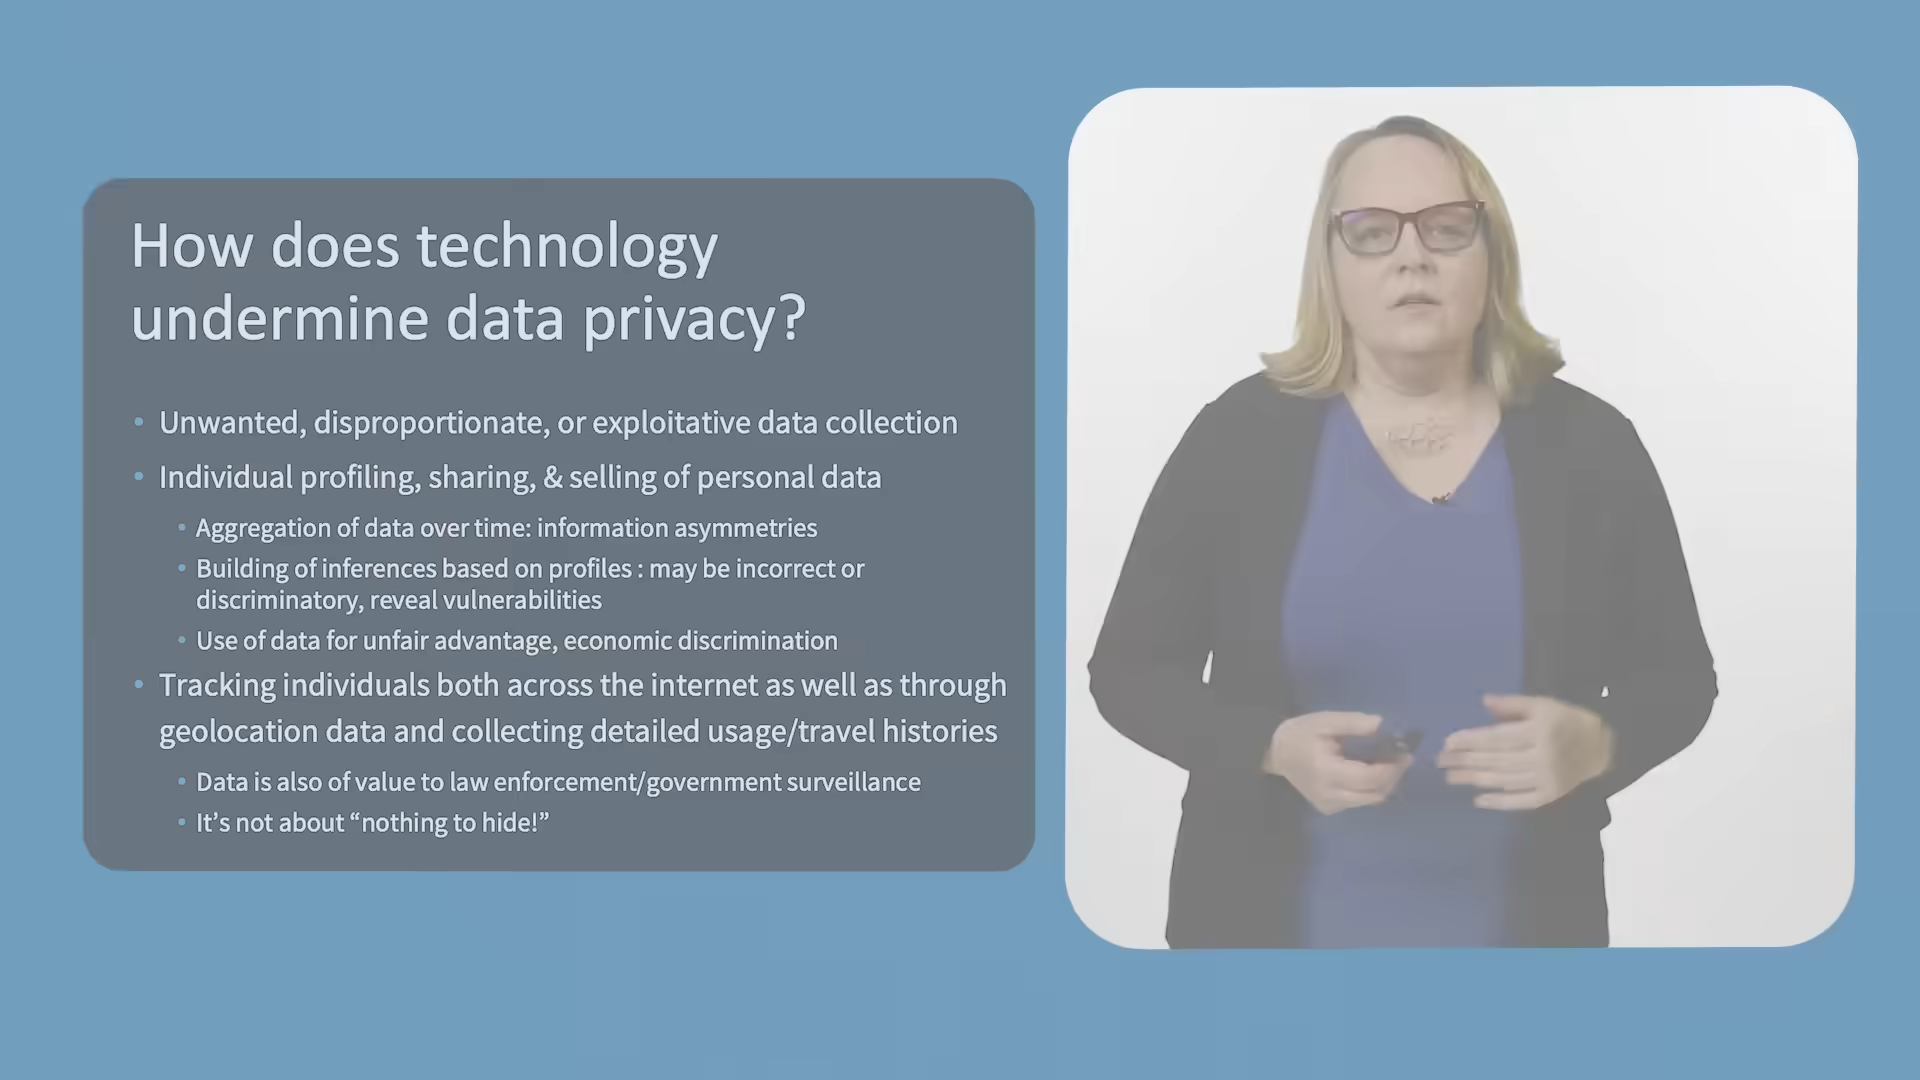 How does technology
undermine data privacy?
• Unwanted, disproportionate, or exploitative data collection
• Individual profiling, sharing, & selling of personal data
• Aggregation of data over time: information asymmetries
• Building of inferences based on profiles : may be incorrect or
discriminatory, reveal vulnerabilities
• Use of data for unfair advantage, economic discrimination
• Tracking individuals both across the internet as well as through
geolocation data and collecting detailed usage/travel histories
• Data is also of value to law enforcement/government surveillance
• It’s not about “nothing to hide!”